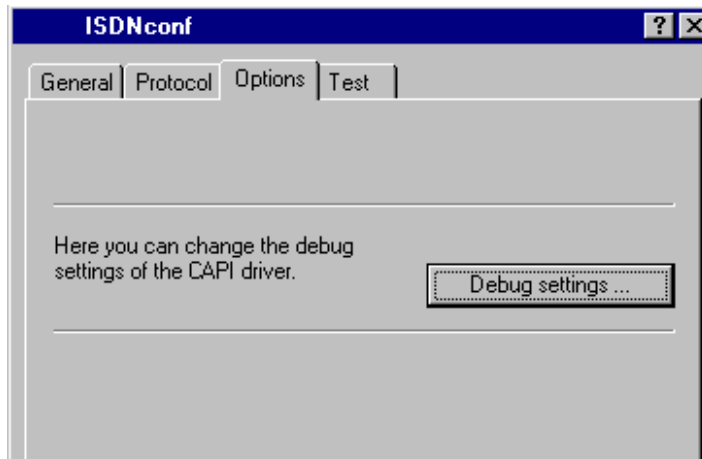 ISDNconf
General Protocol Options Test
Here you can change the debug
settings of the CAPI driver.
Debug settings ...